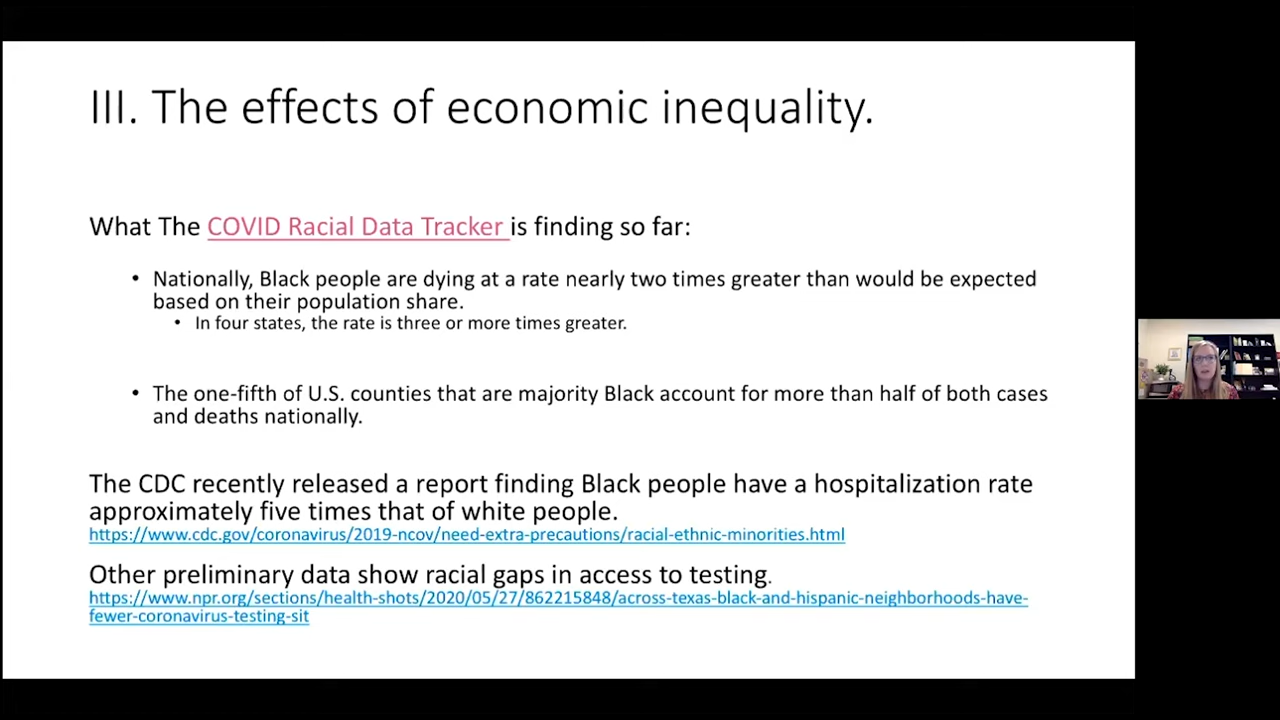 III. The effects of economic inequality.
What The COVID Racial Data Tracker is finding so far:
• Nationally, Black people are dying at a rate nearly two times greater than would be expected
based on their population share.
• In four states, the rate is three or more times greater.
• The one-fifth of U.S. counties that are majority Black account for more than half of both cases
and deaths nationally.
The CDC recently released a report finding Black people have a hospitalization rate
approximately five times that of white people.
https://www.cdc.gov/coronavirus/2019-ncov/need-extra-precautions/racial-ethnic-minorities.html
Other preliminary data show racial gaps in access to testing.
https://www.npr.org/sections/health-shots/2020/05/27/862215848/across-texas-black-and-hispanic-neighborhoods-have-
fewer-coronavirus-testing-sit